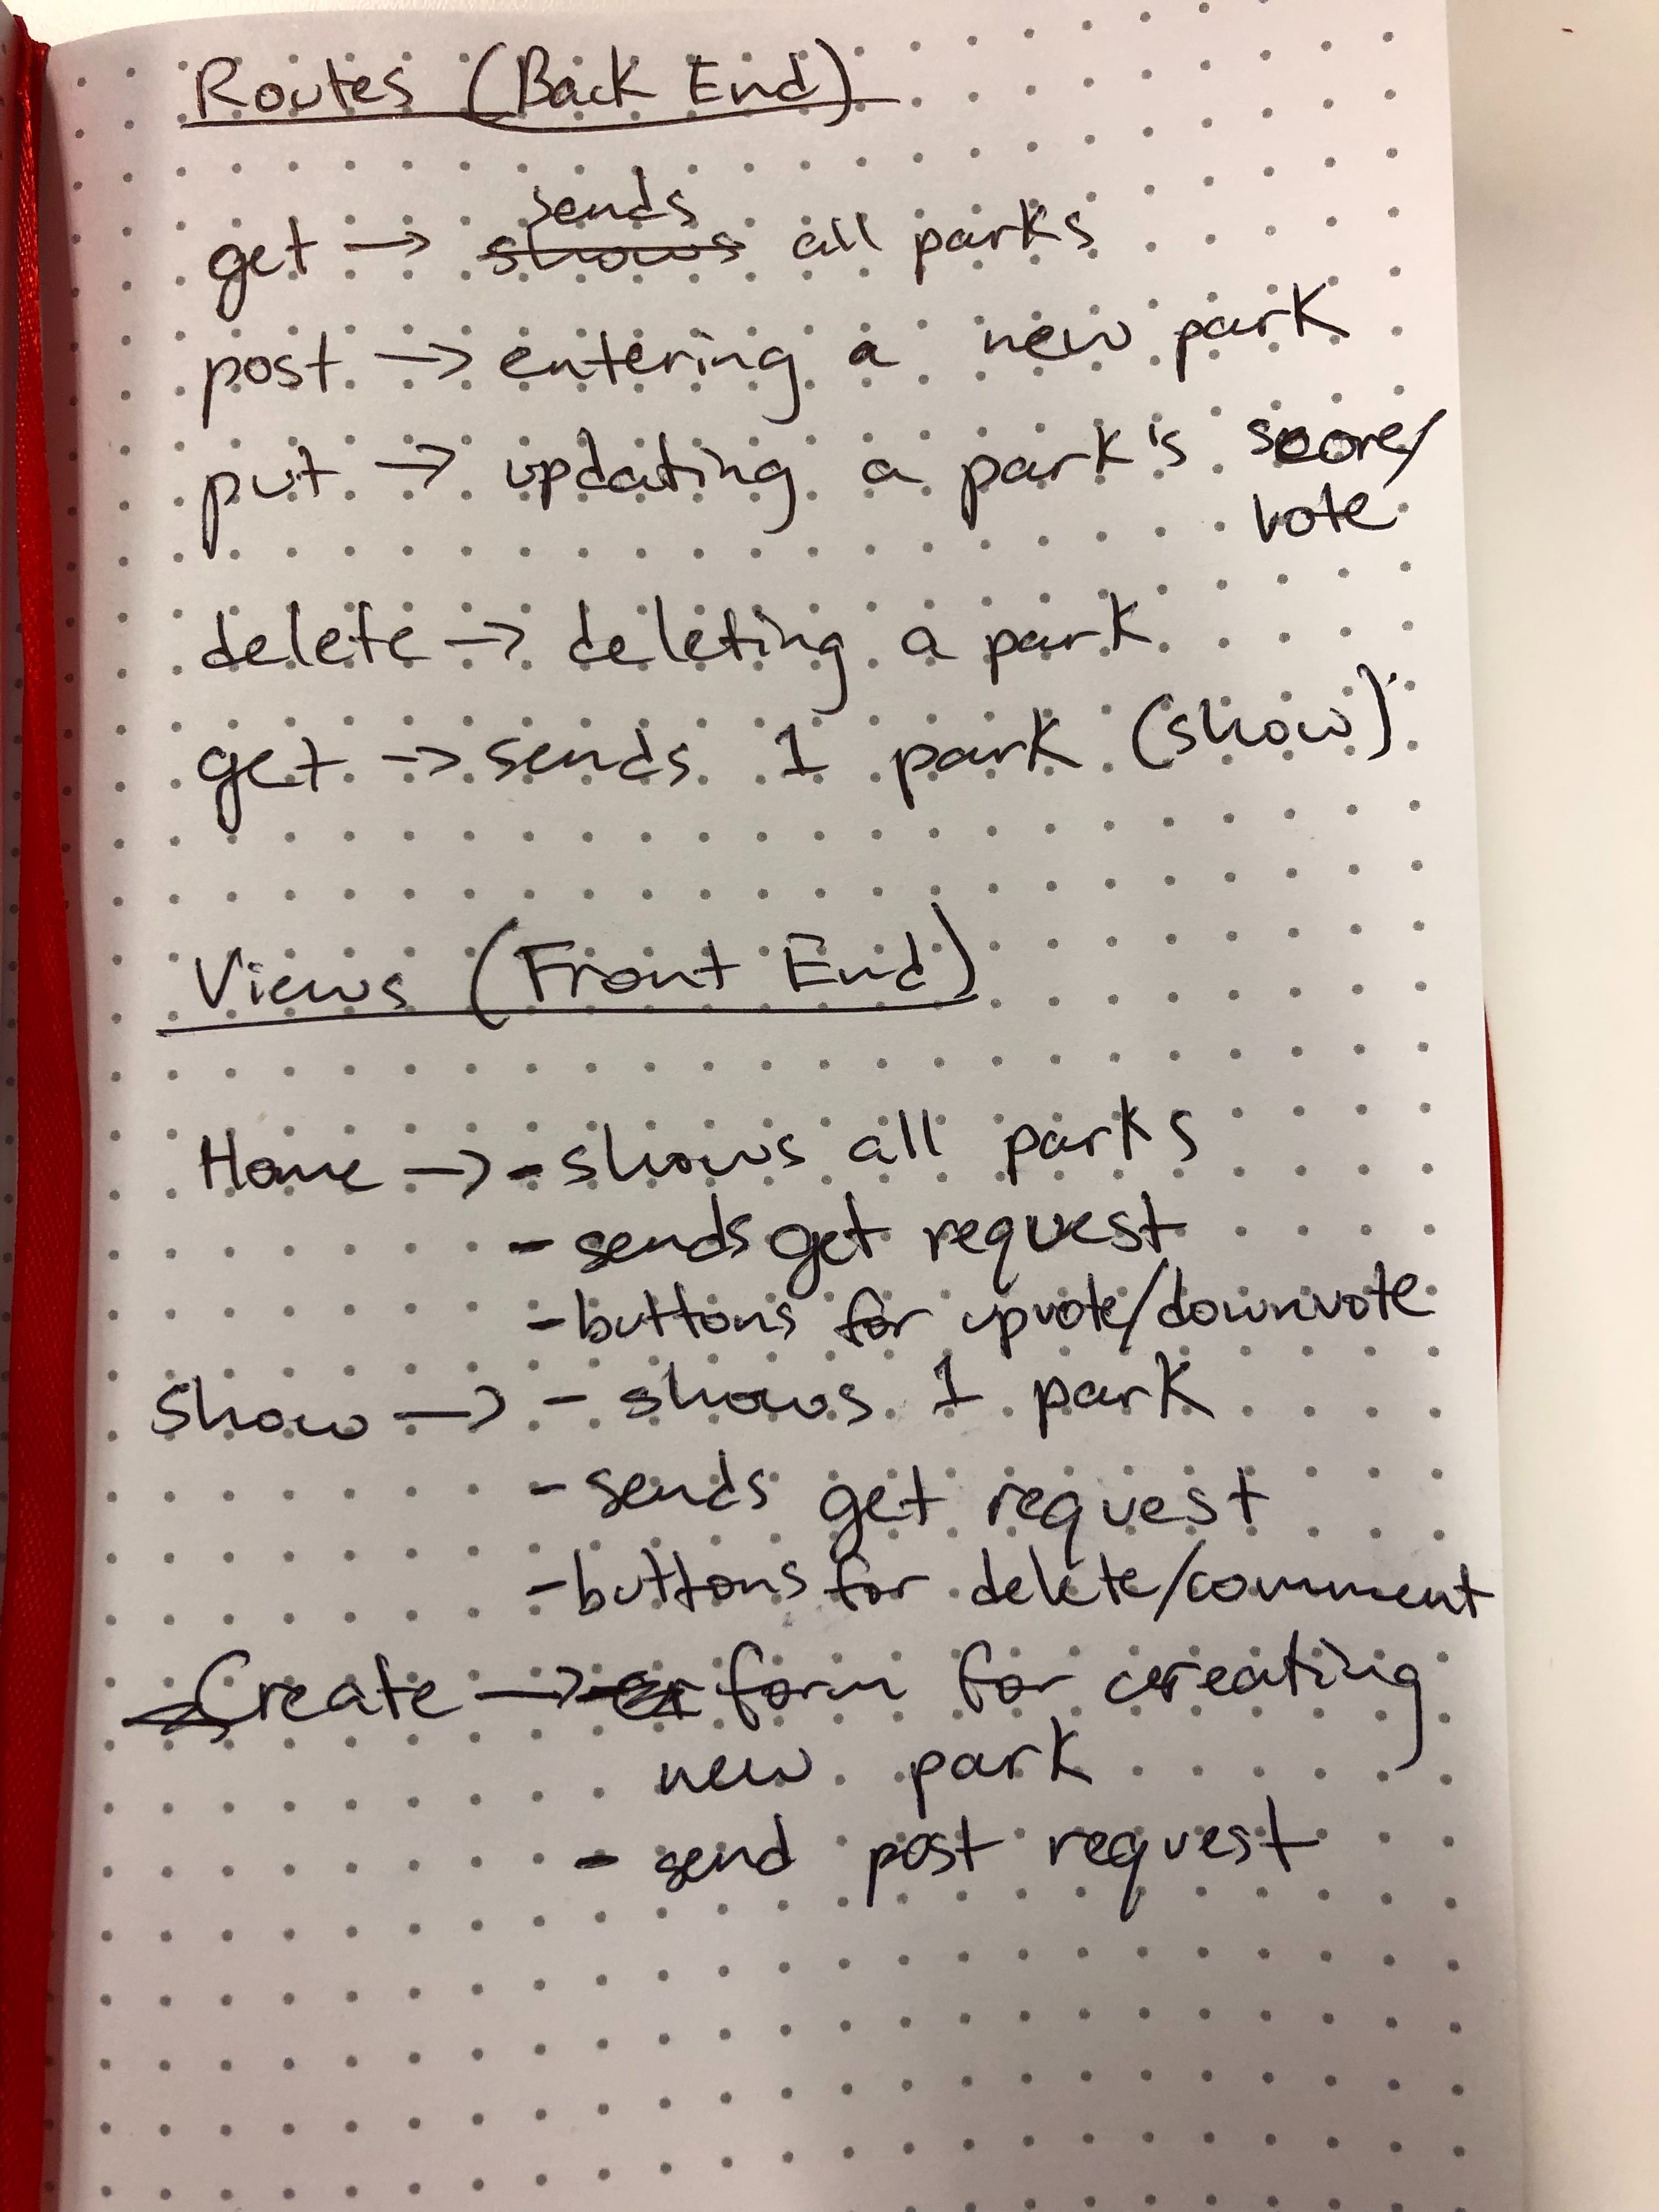 Routes (Back End)
sends
get → shows all parks
post → entering a new park
put → updating a park's score/
vote
delete → deleting a park
get → sends 1 park (show)
Views (Front End)
Home → - shows all parks
- sends get request
- buttons for upvote/downvote
Show → - shows 1 park
- sends get request
- buttons for delete/comment
Create → form for creating
new park
- send post request